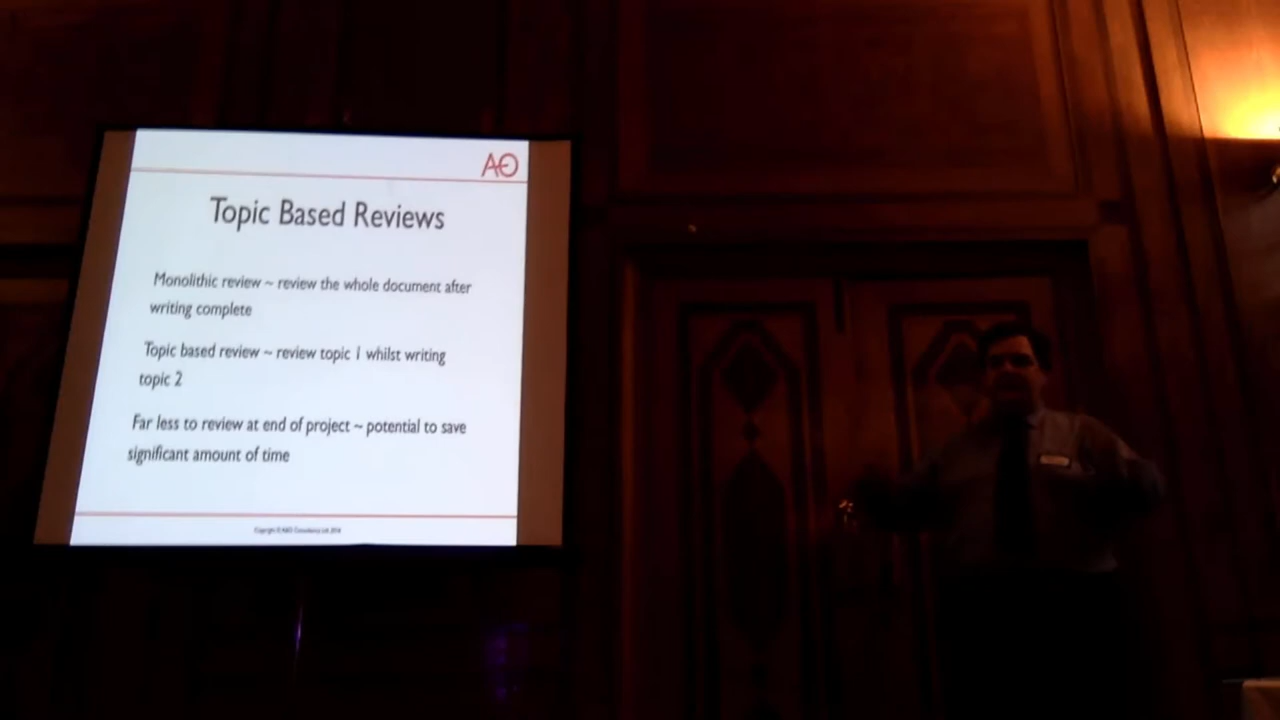 AO
Topic Based Reviews
Monolithic review ~ review the whole document after
writing complete
Topic based review ~ review topic 1 whilst writing
topic 2
Far less to review at end of project ~ potential to save
significant amount of time